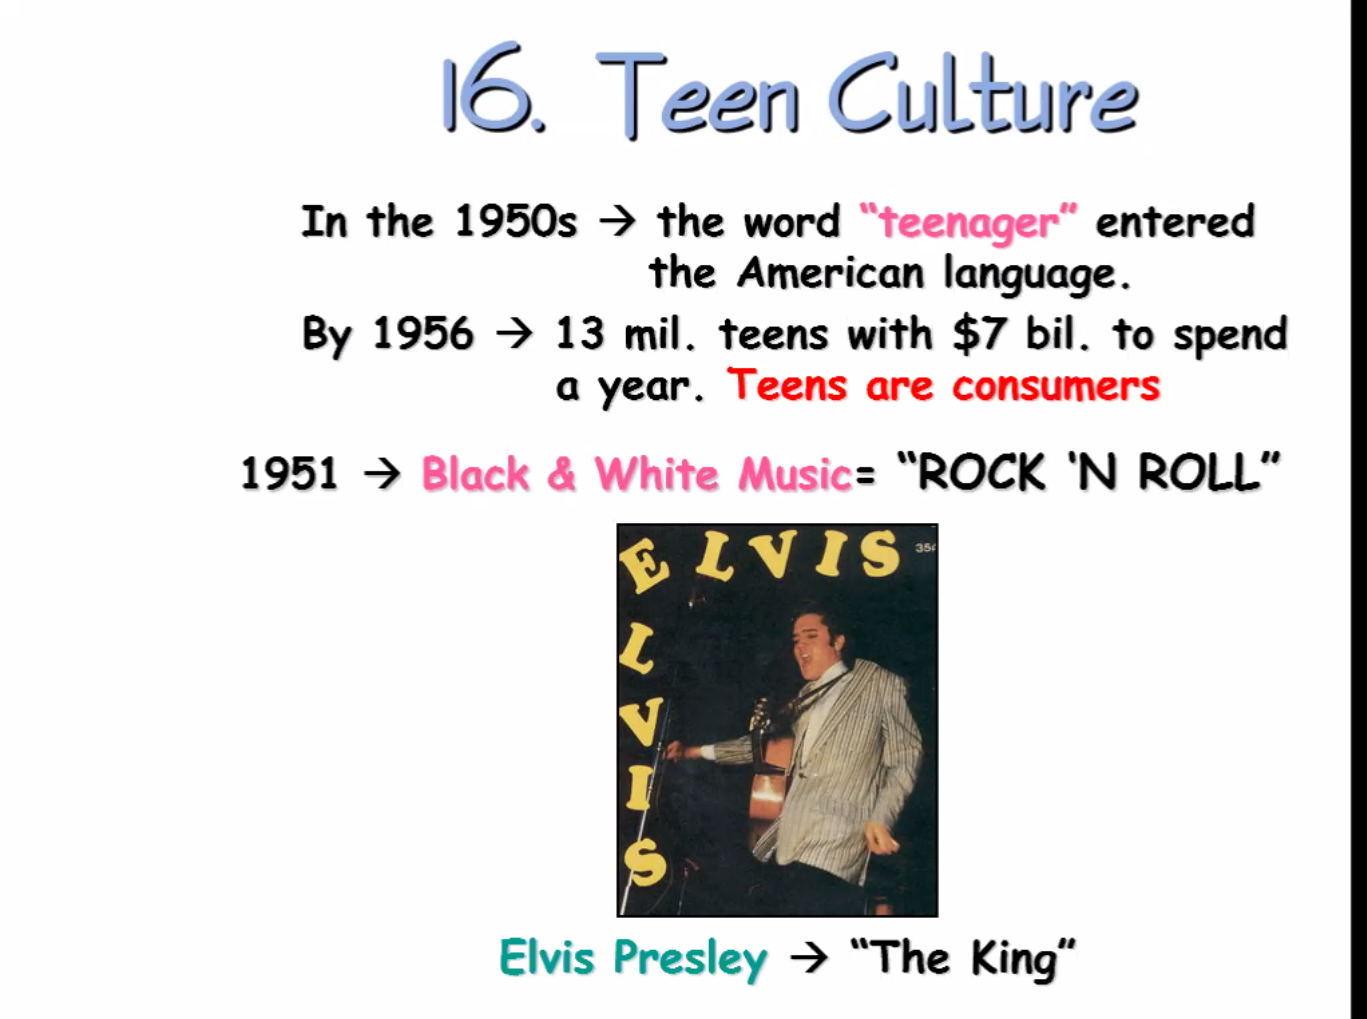 16. Teen Culture
In the 1950s → the word “teenager” entered
the American language.
By 1956 → 13 mil. teens with $7 bil. to spend
a year. Teens are consumers
1951 → Black & White Music= “ROCK ‘N ROLL”
ELVIS 35¢
ELVIS
Elvis Presley → “The King”